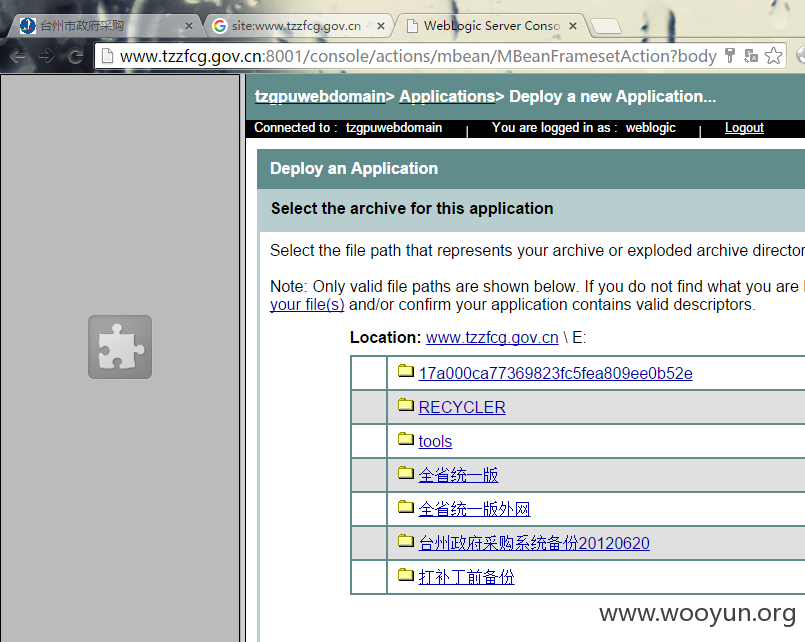 台州市政府采购
site:www.tzzfcg.gov.cn -
WebLogic Server Conso
www.tzzfcg.gov.cn:8001/console/actions/mbean/MBeanFramesetAction?body
tzgpuwebdomain> Applications> Deploy a new Application...
Connected to : tzgpuwebdomain | You are logged in as : weblogic | Logout
Deploy an Application
Select the archive for this application
Select the file path that represents your archive or exploded archive director
Note: Only valid file paths are shown below. If you do not find what you are l
your file(s) and/or confirm your application contains valid descriptors.
Location: www.tzzfcg.gov.cn \ E:
17a000ca77369823fc5fea809ee0b52e
RECYCLER
tools
全省统一版
全省统一版外网
台州政府采购系统备份20120620
打补丁前备份
www.wooyun.org